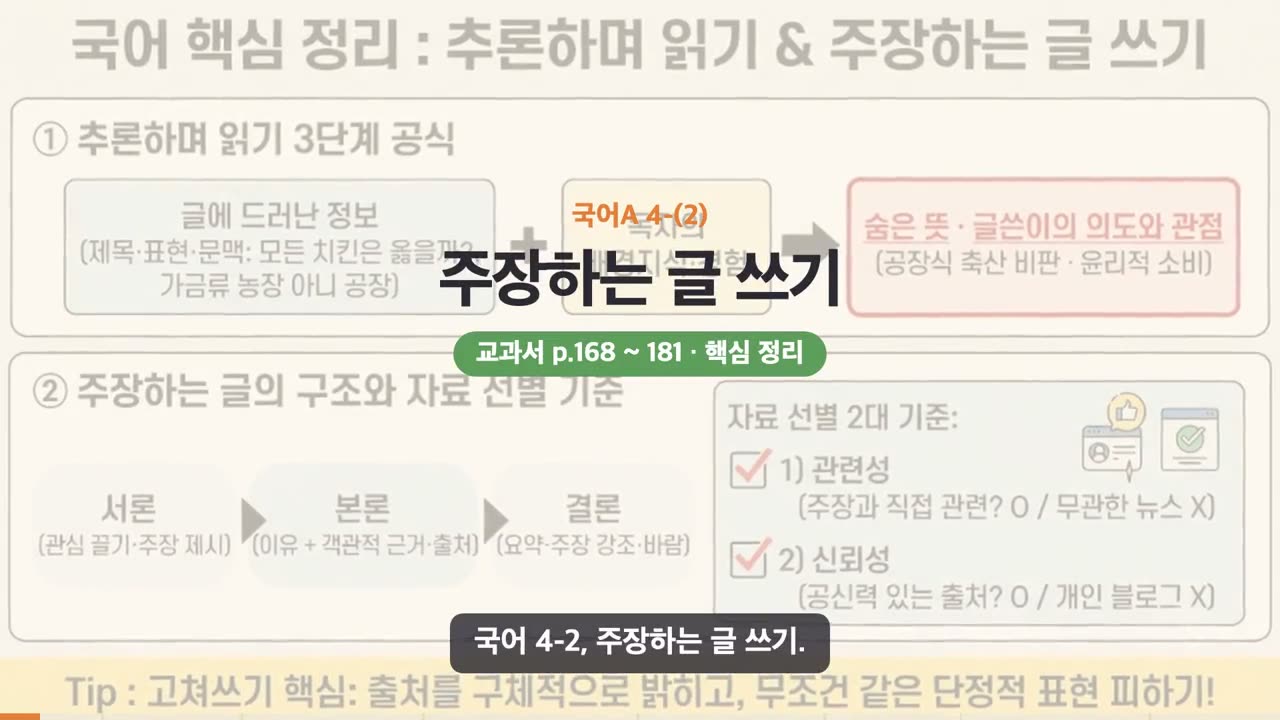 국어 핵심 정리 : 추론하며 읽기 & 주장하는 글 쓰기
① 추론하며 읽기 3단계 공식
글에 드러난 정보
(제목·표현·문맥: 모든 치킨은 옳을까?
가금류 농장 아니 공장)
+
숨은 뜻 · 글쓴이의 의도와 관점
(공장식 축산 비판 · 윤리적 소비)
국어A 4-(2)
주장하는 글 쓰기
교과서 p.168 ~ 181 · 핵심 정리
② 주장하는 글의 구조와 자료 선별 기준
서론
(관심 끌기·주장 제시)
본론
(이유 + 객관적 근거·출처)
결론
(요약·주장 강조·바람)
자료 선별 2대 기준:
1) 관련성
(주장과 직접 관련? O / 무관한 뉴스 X)
2) 신뢰성
(공신력 있는 출처? O / 개인 블로그 X)
국어 4-2, 주장하는 글 쓰기.
Tip : 고쳐쓰기 핵심: 출처를 구체적으로 밝히고, 무조건 같은 단정적 표현 피하기!